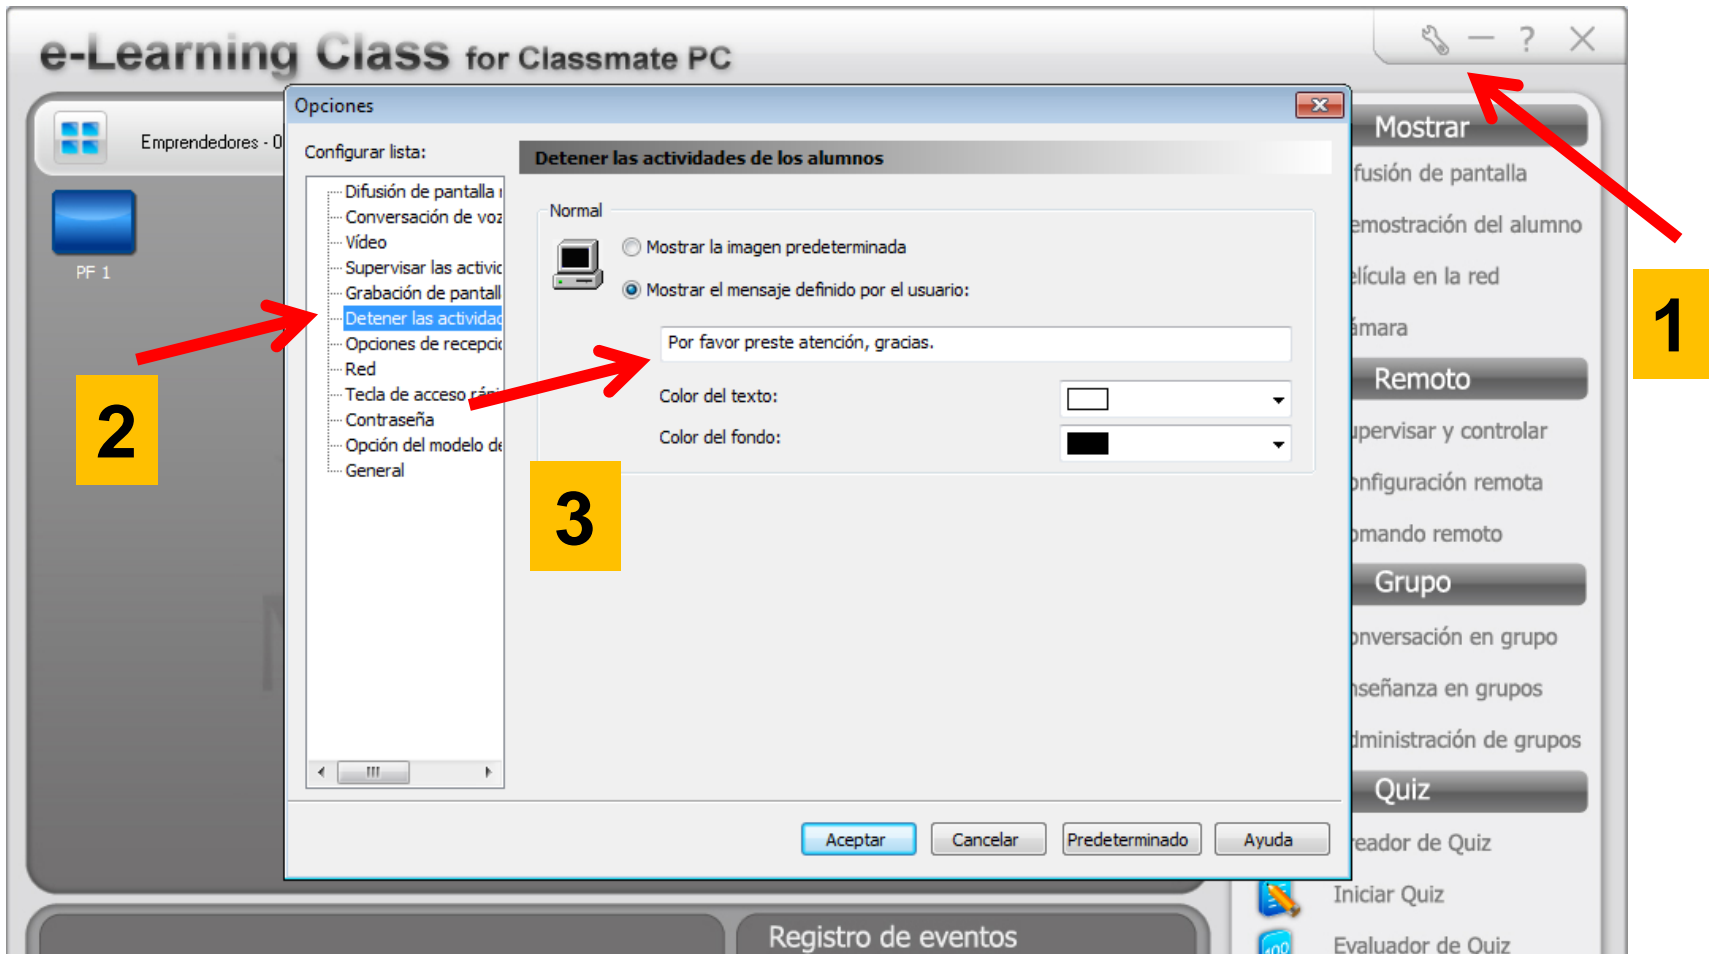 e-Learning Class for Classmate PC
?
Opciones
Emprendedores - 0
PF 1
Configurar lista:
Difusión de pantalla
Conversación de voz
Vídeo
Supervisar las activic
Grabación de pantall
Detener las actividac
Opciones de recepci
Red
Tecla de acceso
Contraseña
Opción del modelo de
General
Detener las actividades de los alumnos
Normal
Mostrar la imagen predeterminada
Mostrar el mensaje definido por el usuario:
Por favor preste atención, gracias.
Color del texto:
Color del fondo:
Aceptar
Cancelar
Predeterminado
Ayuda
1
2
3
Mostrar
fusión de pantalla
emostración del alumno
elícula en la red
ámara
Remoto
upervisar y controlar
onfiguración remota
omando remoto
Grupo
onversación en grupo
nseñanza en grupos
dministración de grupos
Quiz
reador de Quiz
Iniciar Quiz
100
Evaluador de Quiz
Registro de eventos